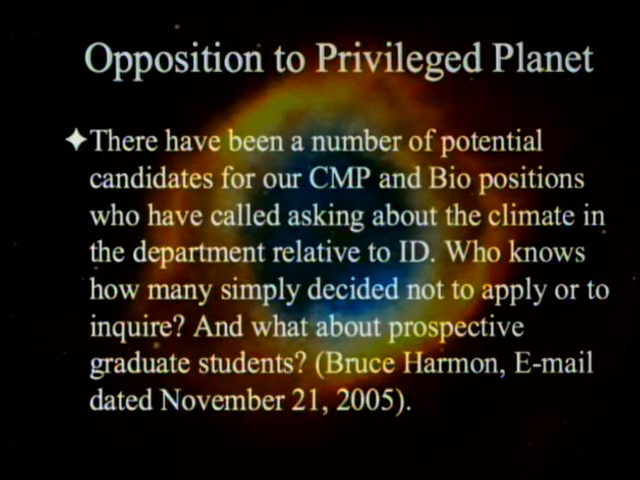 Opposition to Privileged Planet
There have been a number of potential
candidates for our CMP and Bio positions
who have called asking about the climate in
the department relative to ID. Who knows
how many simply decided not to apply or to
inquire? And what about prospective
graduate students? (Bruce Harmon, E-mail
dated November 21, 2005).